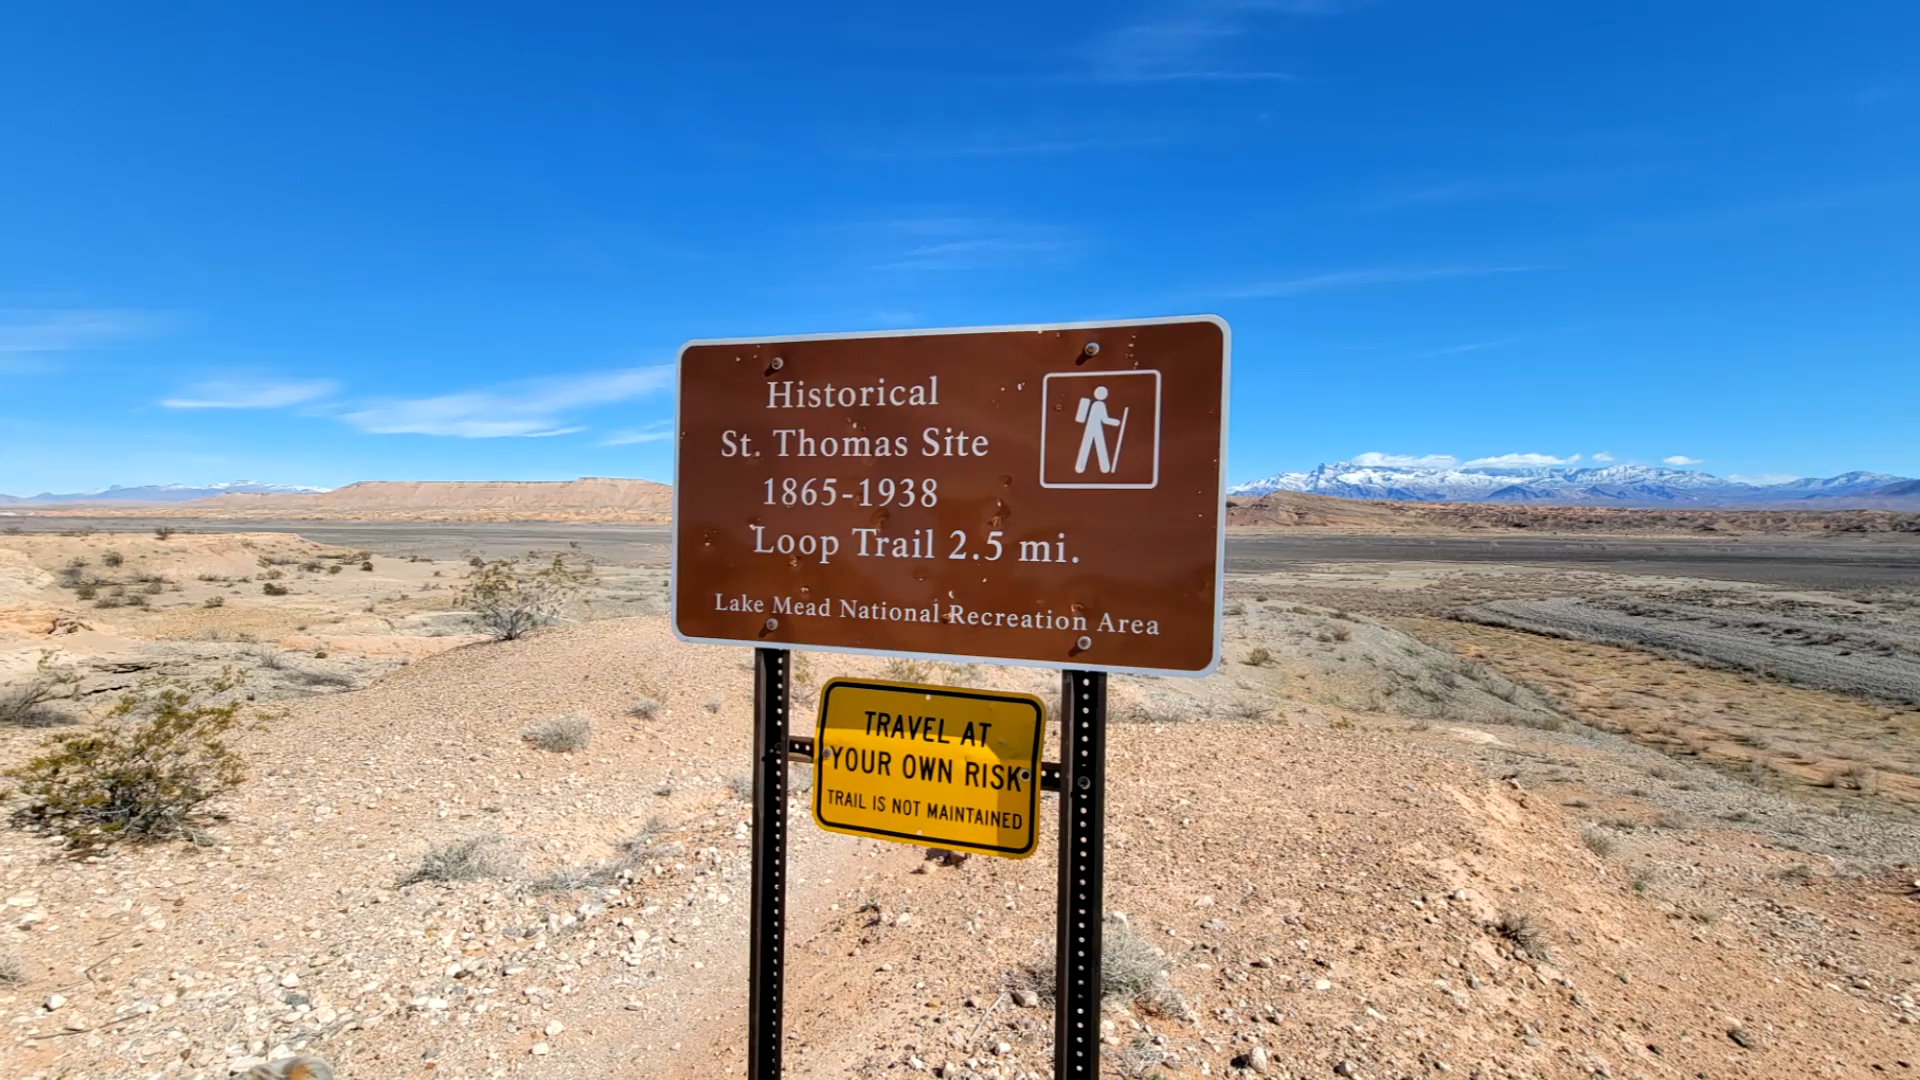 Historical
St. Thomas Site
1865-1938
Loop Trail 2.5 mi.
Lake Mead National Recreation Area
TRAVEL AT
YOUR OWN RISK
TRAIL IS NOT MAINTAINED